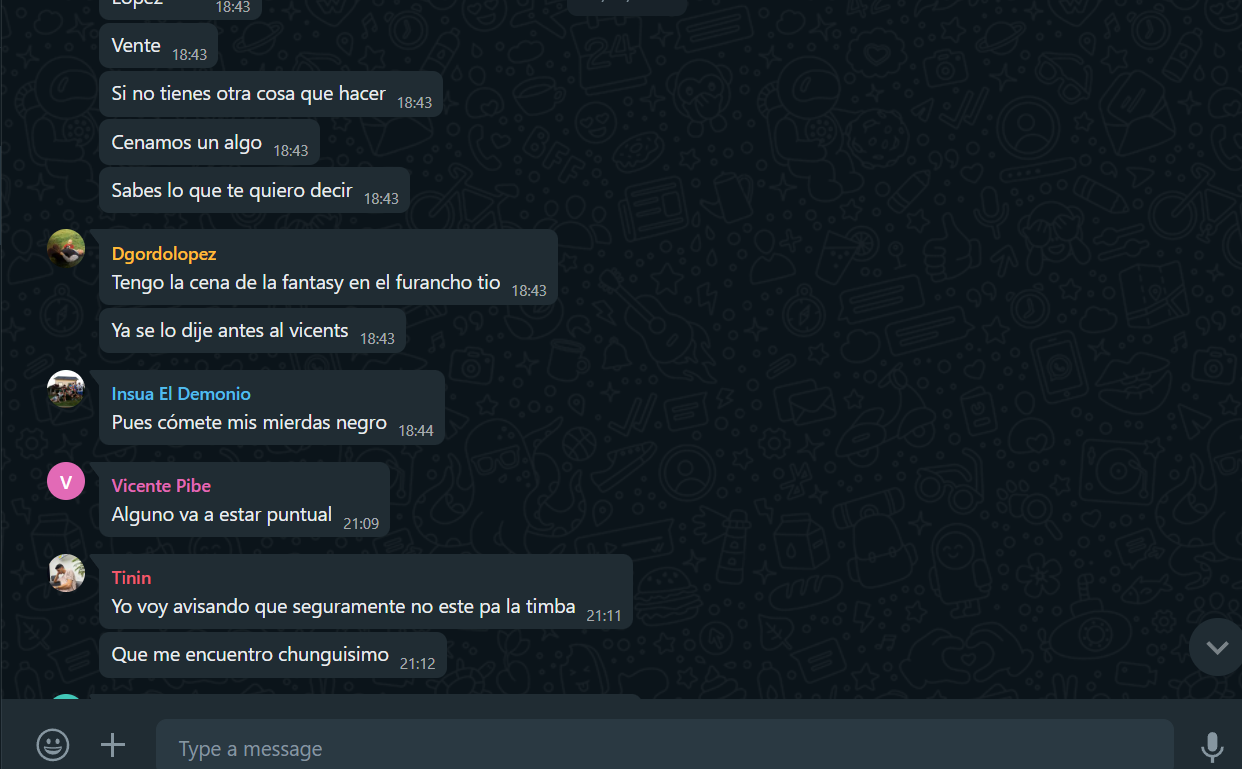 Lopez 18:43
Vente 18:43
Si no tienes otra cosa que hacer 18:43
Cenamos un algo 18:43
Sabes lo que te quiero decir 18:43
Dgordolopez
Tengo la cena de la fantasy en el furancho tio 18:43
Ya se lo dije antes al vicents 18:43
Insua El Demonio
Pues cómete mis mierdas negro 18:44
V
Vicente Pibe
Alguno va a estar puntual 21:09
Tinin
Yo voy avisando que seguramente no este pa la timba 21:11
Que me encuentro chunguisimo 21:12
Type a message